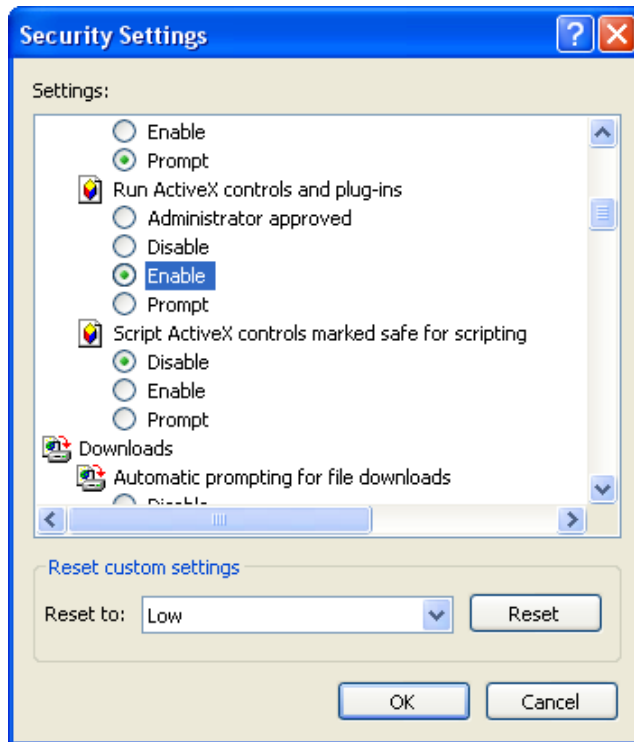 Security Settings
Settings:
Enable
Prompt
Run ActiveX controls and plug-ins
Administrator approved
Disable
Enable
Prompt
Script ActiveX controls marked safe for scripting
Disable
Enable
Prompt
Downloads
Automatic prompting for file downloads
Disable
Reset custom settings
Reset to: Low Reset
OK Cancel